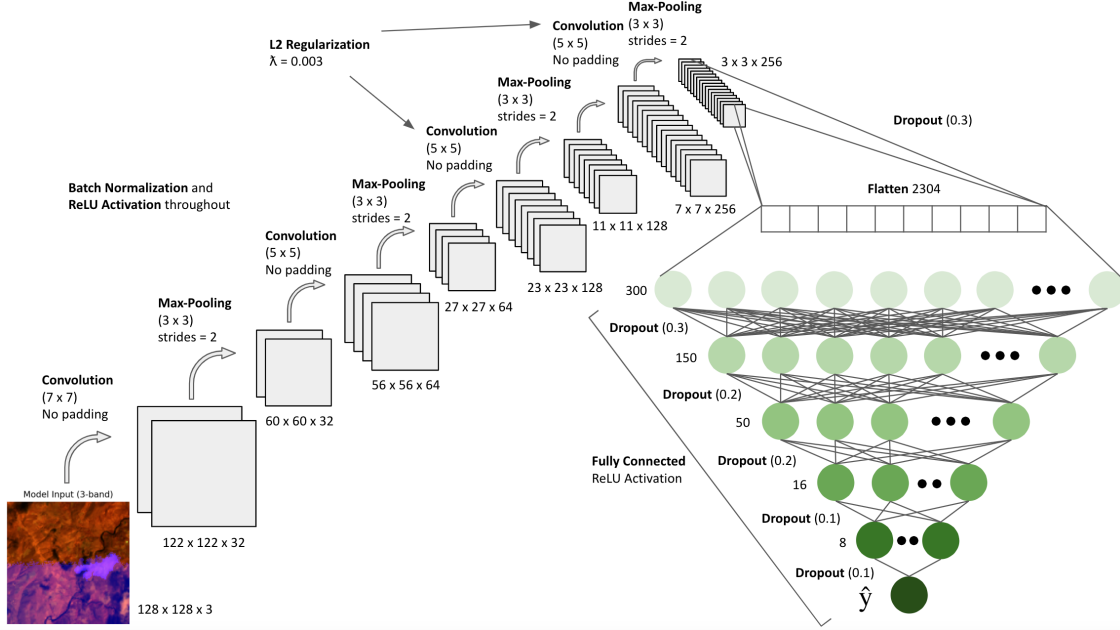 Max-Pooling
(3 x 3)
strides = 2
Convolution
(5 x 5)
No padding
L2 Regularization
ƛ = 0.003
3 x 3 x 256
Max-Pooling
(3 x 3)
strides = 2
Dropout (0.3)
Convolution
(5 x 5)
No padding
Batch Normalization and
ReLU Activation throughout
Max-Pooling
(3 x 3)
strides = 2
Flatten 2304
7 x 7 x 256
11 x 11 x 128
Convolution
(5 x 5)
No padding
23 x 23 x 128
27 x 27 x 64
300
Max-Pooling
(3 x 3)
strides = 2
Dropout (0.3)
150
56 x 56 x 64
Convolution
(7 x 7)
No padding
Dropout (0.2)
60 x 60 x 32
50
Fully Connected
ReLU Activation
Dropout (0.2)
16
Model Input (3-band)
Dropout (0.1)
122 x 122 x 32
8
Dropout (0.1)
ŷ
128 x 128 x 3